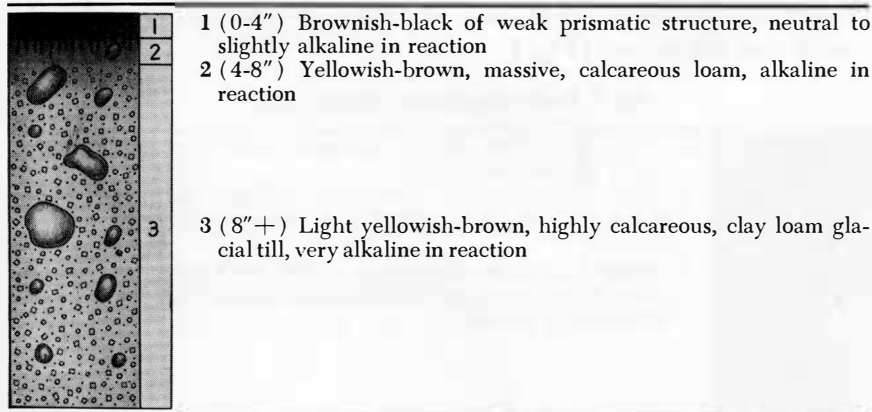 1
2
3
1 (0-4″) Brownish-black of weak prismatic structure, neutral to
slightly alkaline in reaction
2 (4-8″) Yellowish-brown, massive, calcareous loam, alkaline in
reaction
3 (8″+) Light yellowish-brown, highly calcareous, clay loam gla-
cial till, very alkaline in reaction